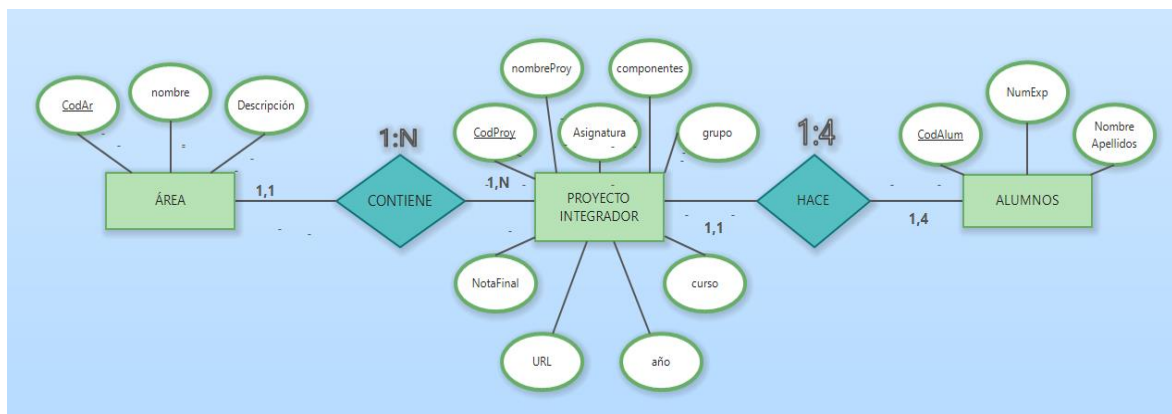 nombreProy
componentes
CodAr
nombre
Descripción
CodProy
Asignatura
grupo
NumExp
CodAlum
Nombre
Apellidos
1:N
1:4
ÁREA
1,1
CONTIENE
1,N
PROYECTO
INTEGRADOR
1,1
HACE
1,4
ALUMNOS
NotaFinal
curso
URL
año